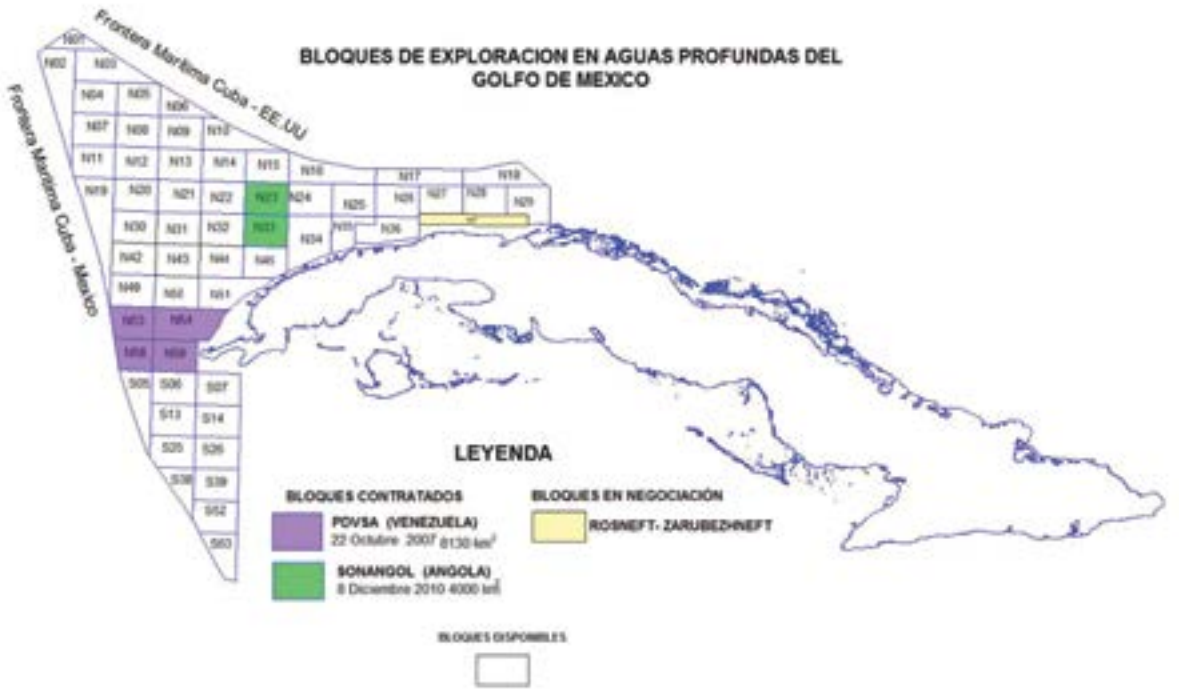 Frontera Marítima Cuba - EE.UU
Frontera Marítima Cuba - Mexico
BLOQUES DE EXPLORACION EN AGUAS PROFUNDAS DEL
GOLFO DE MEXICO
N01
N02 N03
N04 N05 N06
N07 N08 N09 N10
N11 N12 N13 N14 N15 N16 N17 N18
N19 N20 N21 N22 N23 N24 N25 N26 N27 N28 N29
N30 N31 N32 N33 N34 N35 N36
N42 N43 N44 N45
N49 N50 N51
N53 N54
N58 N59
S05 S06 S07
S13 S14
S25 S26
S38 S39
S52
S63
LEYENDA
BLOQUES CONTRATADOS
PDVSA (VENEZUELA)
22 Octubre 2007 8130 km²
SONANGOL (ANGOLA)
8 Diciembre 2010 4000 km²
BLOQUES EN NEGOCIACIÓN
ROSNEFT- ZARUBEZHNEFT
BLOQUES DISPONIBLES